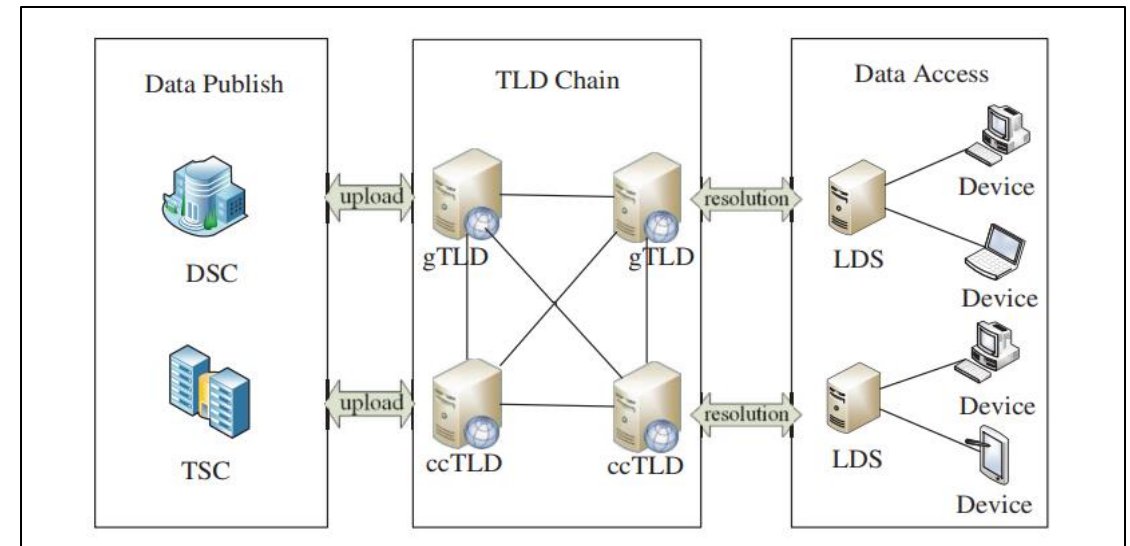 Data Publish
DSC
TSC
upload
upload
TLD Chain
gTLD
gTLD
ccTLD
ccTLD
resolution
resolution
Data Access
LDS
Device
Device
LDS
Device
Device